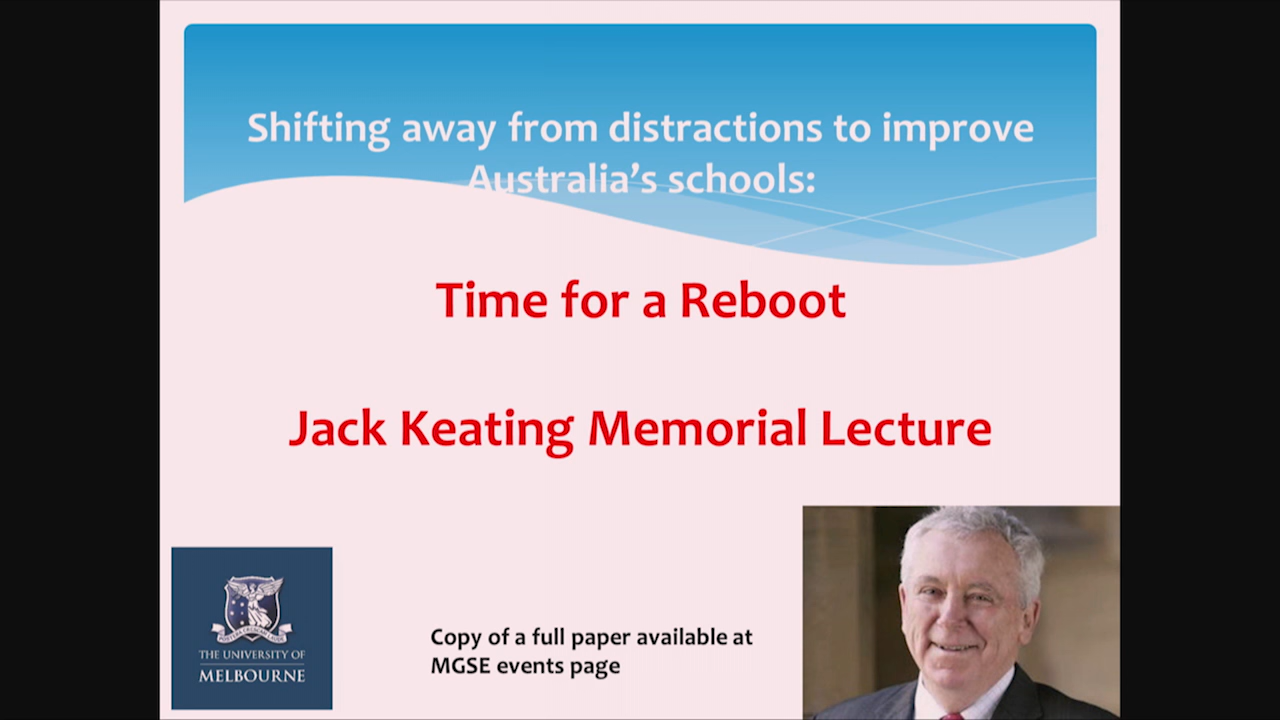 Shifting away from distractions to improve
Australia's schools:
Time for a Reboot
Jack Keating Memorial Lecture
Copy of a full paper available at
MGSE events page
THE UNIVERSITY OF
MELBOURNE